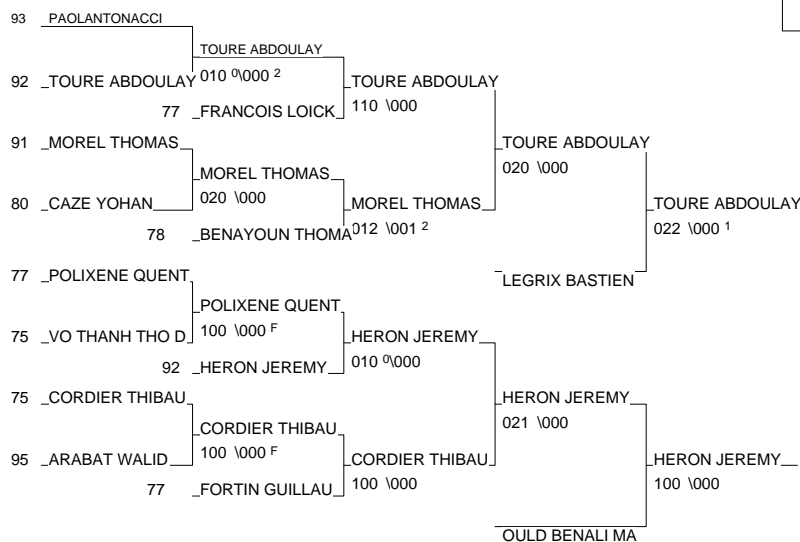 93 PAOLANTONACCI
TOURE ABDOULAY
92 TOURE ABDOULAY 010 0\000 2 TOURE ABDOULAY
77 FRANCOIS LOICK 110 \000
91 MOREL THOMAS TOURE ABDOULAY
MOREL THOMAS 020 \000
020 \000
80 CAZE YOHAN MOREL THOMAS TOURE ABDOULAY
78 BENAYOUN THOMA 012 \001 2 022 \000 1
77 POLIXENE QUENT LEGRIX BASTIEN
POLIXENE QUENT
75 VO THANH THO D 100 \000 F HERON JEREMY
92 HERON JEREMY 010 0\000
75 CORDIER THIBAU HERON JEREMY
CORDIER THIBAU 021 \000
100 \000 F
95 ARABAT WALID CORDIER THIBAU HERON JEREMY
77 FORTIN GUILLAU 100 \000 100 \000
OULD BENALI MA